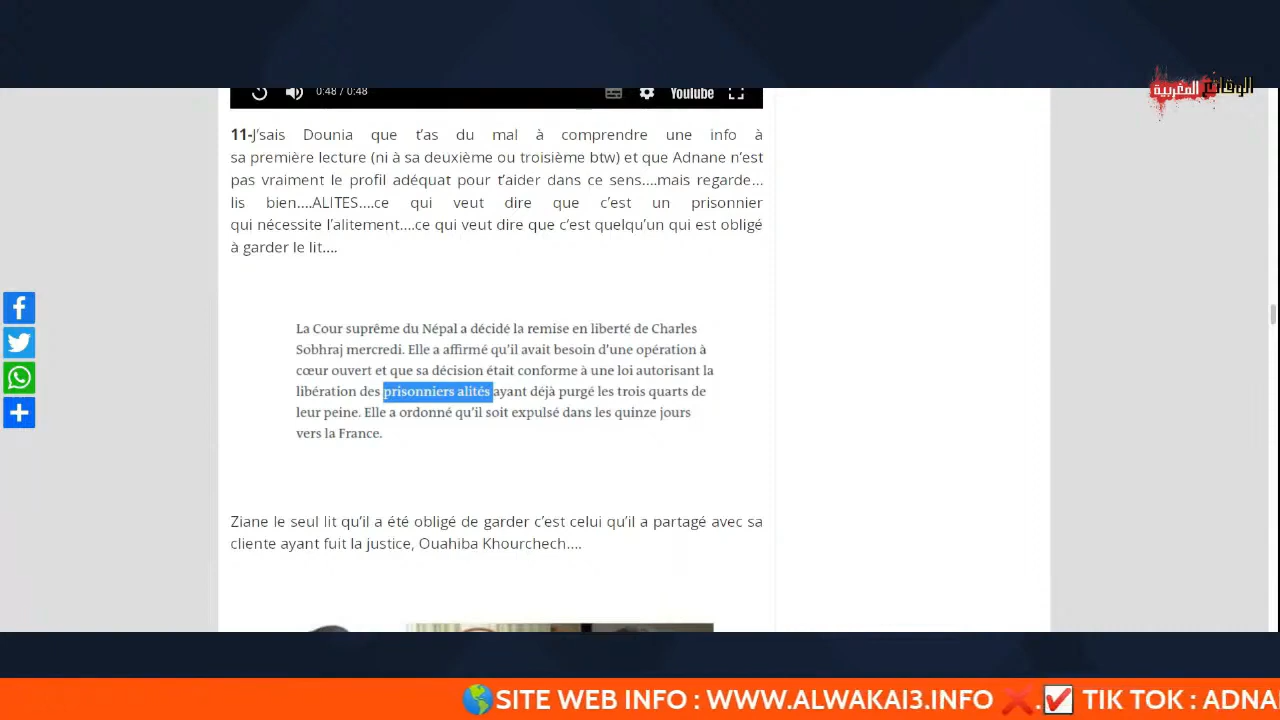 الوقائع المغربية
0:48 / 0:48
Youtube
11-J'sais Dounia que t'as du mal à comprendre une info à
sa première lecture (ni à sa deuxième ou troisième btw) et que Adnane n'est
pas vraiment le profil adéquat pour t'aider dans ce sens….mais regarde…
lis bien….ALITES….ce qui veut dire que c'est un prisonnier
qui nécessite l'alitement….ce qui veut dire que c'est quelqu'un qui est obligé
à garder le lit….
La Cour suprême du Népal a décidé la remise en liberté de Charles
Sobhraj mercredi. Elle a affirmé qu'il avait besoin d'une opération à
cœur ouvert et que sa décision était conforme à une loi autorisant la
libération des prisonniers alités ayant déjà purgé les trois quarts de
leur peine. Elle a ordonné qu'il soit expulsé dans les quinze jours
vers la France.
Ziane le seul lit qu'il a été obligé de garder c'est celui qu'il a partagé avec sa
cliente ayant fuit la justice, Ouahiba Khourchech….
SITE WEB INFO : WWW.ALWAKAI3.INFO ❌.✅ TIK TOK : ADNA